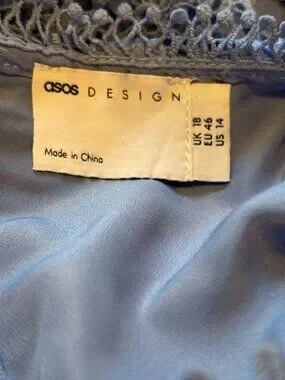 asos DESIGN
Made in China
UK 18
EU 46
US 14